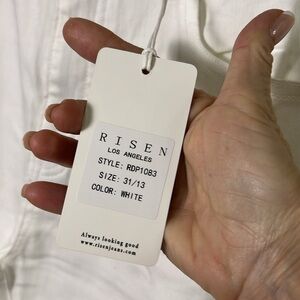 RISEN
LOS ANGELES
STYLE: RDP1083
SIZE: 31/13
COLOR: WHITE
Always looking good
www.risenjeans.com